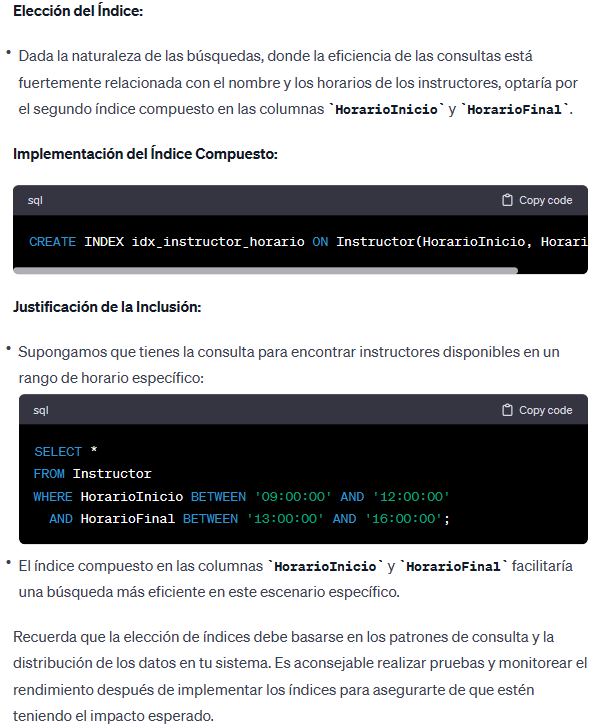 Elección del Índice:
• Dada la naturaleza de las búsquedas, donde la eficiencia de las consultas está
fuertemente relacionada con el nombre y los horarios de los instructores, optaría por
el segundo índice compuesto en las columnas `HorarioInicio` y `HorarioFinal`.
Implementación del Índice Compuesto:
sql Copy code
CREATE INDEX idx_instructor_horario ON Instructor(HorarioInicio, Horari
Justificación de la Inclusión:
• Supongamos que tienes la consulta para encontrar instructores disponibles en un
rango de horario específico:
sql Copy code
SELECT *
FROM Instructor
WHERE HorarioInicio BETWEEN '09:00:00' AND '12:00:00'
AND HorarioFinal BETWEEN '13:00:00' AND '16:00:00';
• El índice compuesto en las columnas `HorarioInicio` y `HorarioFinal` facilitaría
una búsqueda más eficiente en este escenario específico.
Recuerda que la elección de índices debe basarse en los patrones de consulta y la
distribución de los datos en tu sistema. Es aconsejable realizar pruebas y monitorear el
rendimiento después de implementar los índices para asegurarte de que estén
teniendo el impacto esperado.